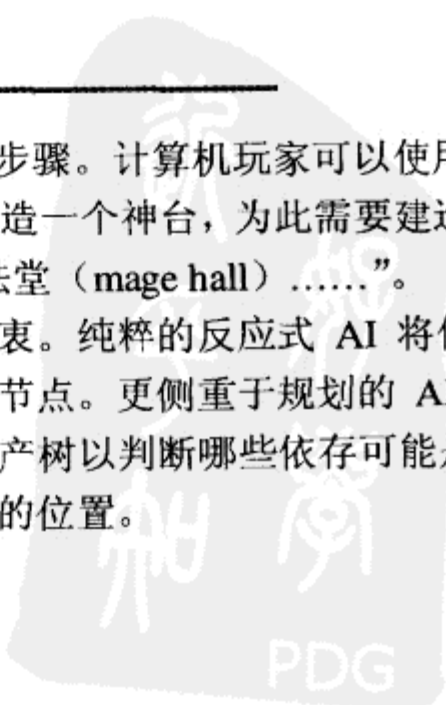 步骤。计算机玩家可以使用
造一个神台，为此需要建造
法堂（mage hall）……”。
衷。纯粹的反应式 AI 将使
节点。更侧重于规划的 AI
产树以判断哪些依存可能是
的位置。
PDG